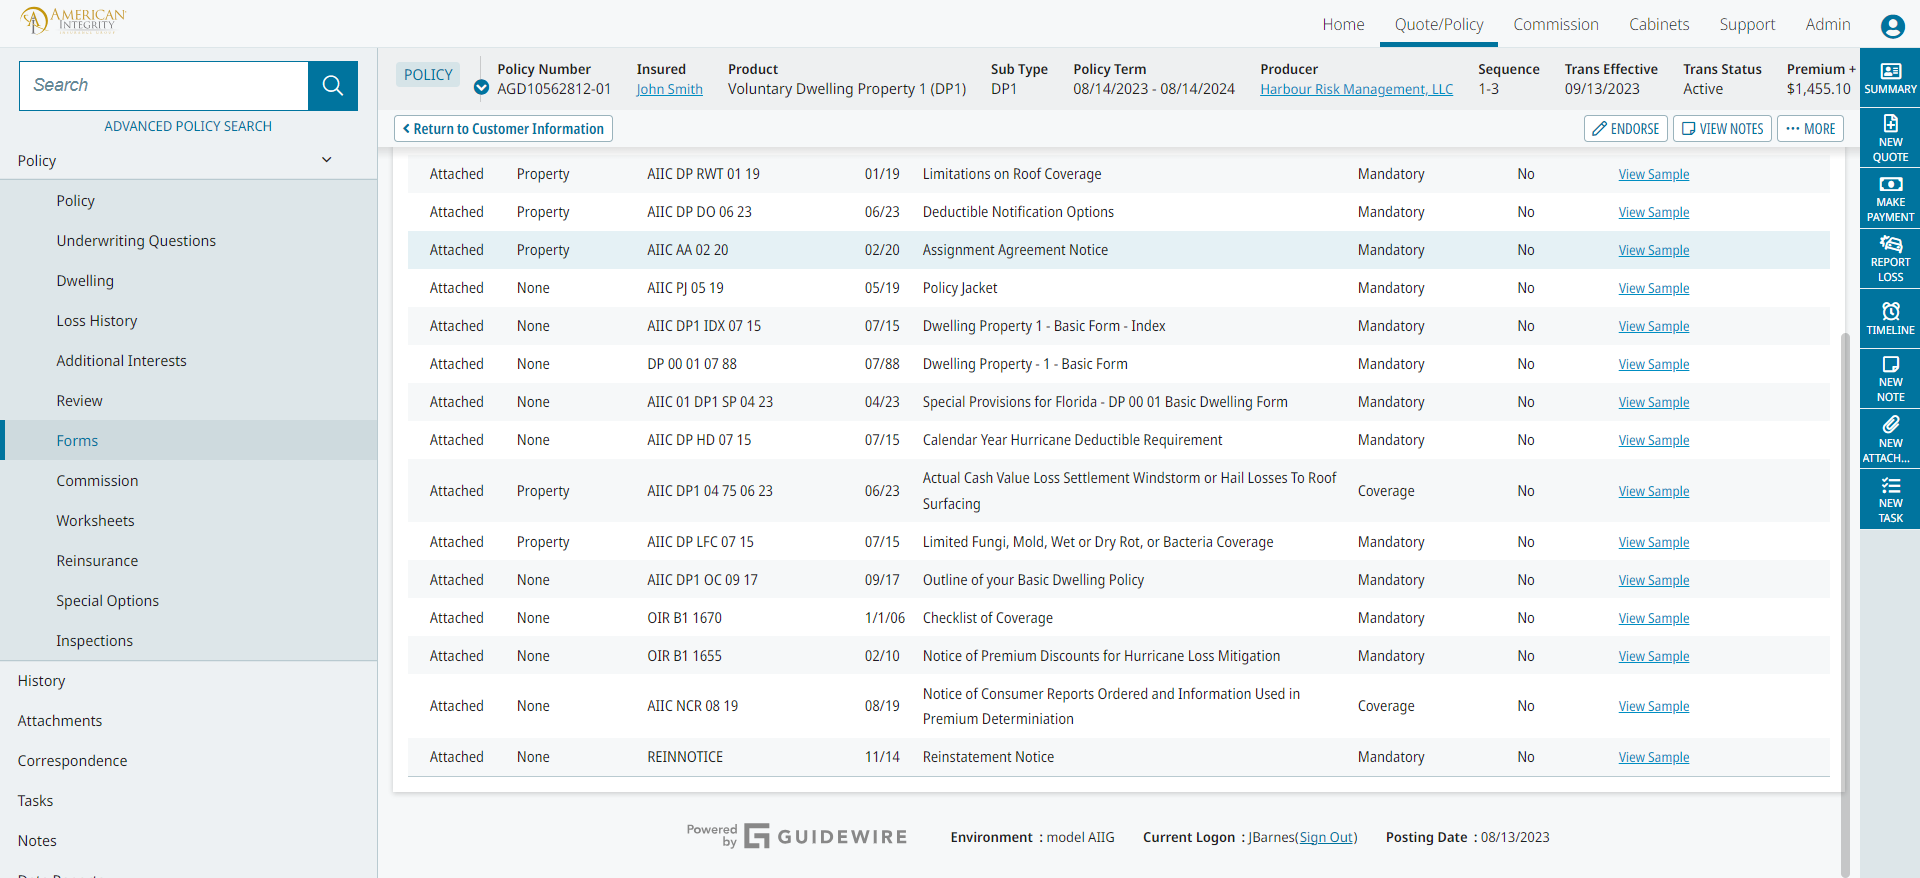 AMERICAN
INTEGRITY
Home
Quote/Policy
Commission
Cabinets
Support
Admin
Search
ADVANCED POLICY SEARCH
Policy
Policy
Underwriting Questions
Dwelling
Loss History
Additional Interests
Review
Forms
Commission
Worksheets
Reinsurance
Special Options
Inspections
History
Attachments
Correspondence
Tasks
Notes
POLICY
Policy Number Insured Product Sub Type Policy Term Producer Sequence Trans Effective Trans Status Premium +
AGD10562812-01 John Smith Voluntary Dwelling Property 1 (DP1) DP1 08/14/2023 - 08/14/2024 Harbour Risk Management, LLC 1-3 09/13/2023 Active $1,455.10
Return to Customer Information
ENDORSE
VIEW NOTES
MORE
Attached Property AIIC DP RWT 01 19 01/19 Limitations on Roof Coverage Mandatory No View Sample
Attached Property AIIC DP DO 06 23 06/23 Deductible Notification Options Mandatory No View Sample
Attached Property AIIC AA 02 20 02/20 Assignment Agreement Notice Mandatory No View Sample
Attached None AIIC PJ 05 19 05/19 Policy Jacket Mandatory No View Sample
Attached None AIIC DP1 IDX 07 15 07/15 Dwelling Property 1 - Basic Form - Index Mandatory No View Sample
Attached None DP 00 01 07 88 07/88 Dwelling Property - 1 - Basic Form Mandatory No View Sample
Attached None AIIC 01 DP1 SP 04 23 04/23 Special Provisions for Florida - DP 00 01 Basic Dwelling Form Mandatory No View Sample
Attached None AIIC DP HD 07 15 07/15 Calendar Year Hurricane Deductible Requirement Mandatory No View Sample
Attached Property AIIC DP1 04 75 06 23 06/23 Actual Cash Value Loss Settlement Windstorm or Hail Losses To Roof
Surfacing Coverage No View Sample
Attached Property AIIC DP LFC 07 15 07/15 Limited Fungi, Mold, Wet or Dry Rot, or Bacteria Coverage Mandatory No View Sample
Attached None AIIC DP1 OC 09 17 09/17 Outline of your Basic Dwelling Policy Mandatory No View Sample
Attached None OIR B1 1670 1/1/06 Checklist of Coverage Mandatory No View Sample
Attached None OIR B1 1655 02/10 Notice of Premium Discounts for Hurricane Loss Mitigation Mandatory No View Sample
Attached None AIIC NCR 08 19 08/19 Notice of Consumer Reports Ordered and Information Used in
Premium Determiniation Coverage No View Sample
Attached None REINNOTICE 11/14 Reinstatement Notice Mandatory No View Sample
Powered
by GUIDEWIRE
Environment : model AIIG
Current Logon : JBarnes(Sign Out)
Posting Date : 08/13/2023
SUMMARY
NEW
QUOTE
MAKE
PAYMENT
REPORT
LOSS
TIMELINE
NEW
NOTE
NEW
ATTACH...
NEW
TASK